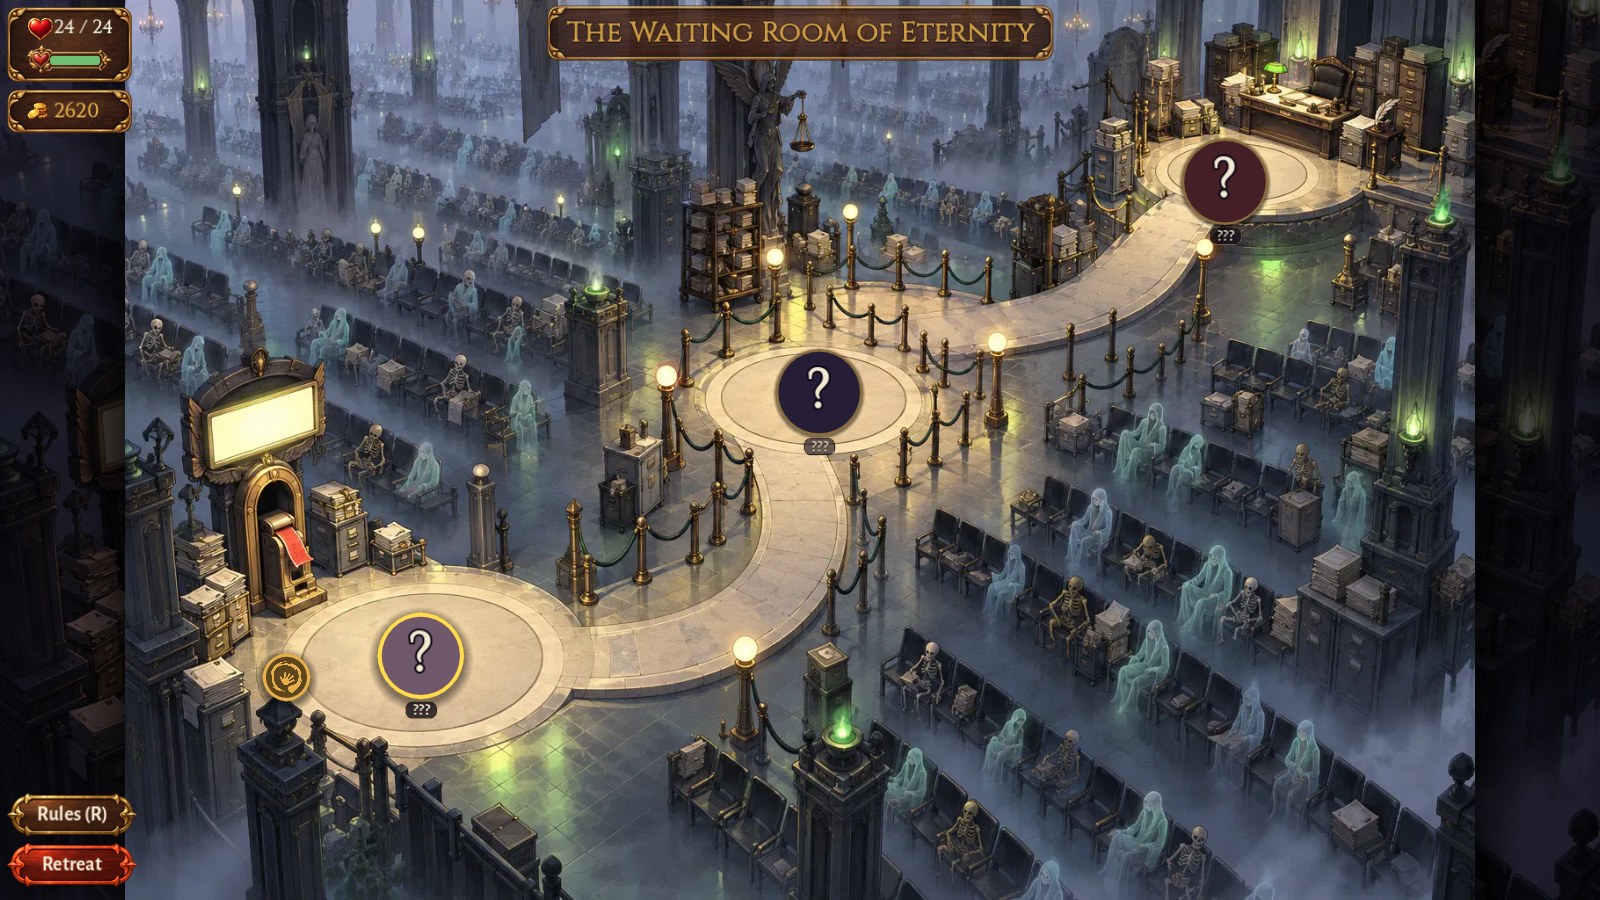 24 / 24
THE WAITING ROOM OF ETERNITY
2620
?
???
?
???
?
???
Rules (R)
Retreat